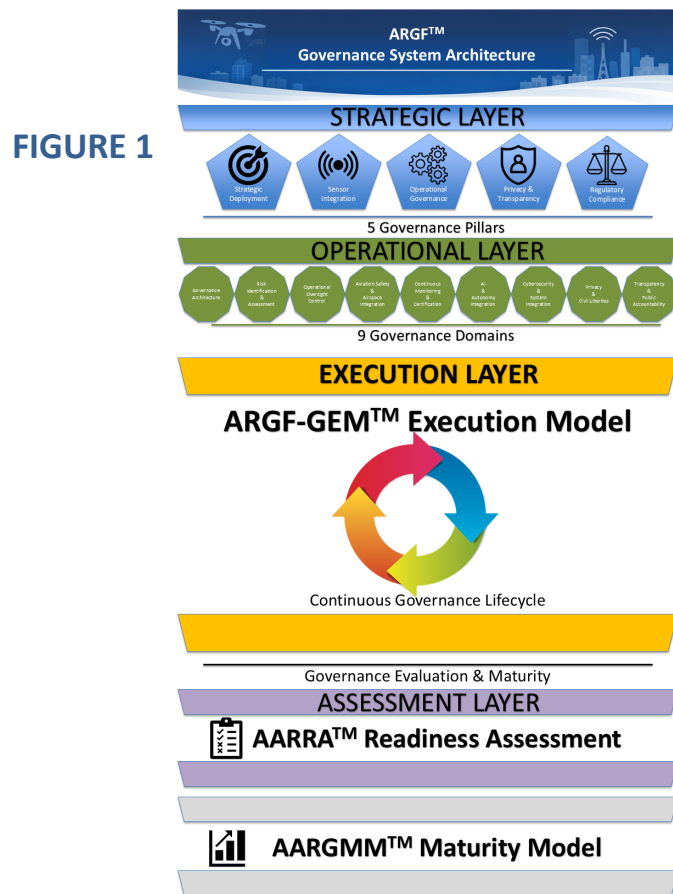 ARGF™
Governance System Architecture
FIGURE 1
STRATEGIC LAYER
Strategic
Deployment
Sensor
Integration
Operational
Governance
Privacy &
Transparency
Regulatory
Compliance
5 Governance Pillars
OPERATIONAL LAYER
Governance
Architecture
Risk
Identification
&
Assessment
Operational
Oversight
Control
Aviation Safety
&
Airspace
Integration
Continuous
Monitoring
&
Certification
AI
&
Autonomy
Integration
Cybersecurity
&
System
Integration
Privacy
&
Civil Liberties
Transparency
&
Public
Accountability
9 Governance Domains
EXECUTION LAYER
ARGF-GEM™ Execution Model
Continuous Governance Lifecycle
Governance Evaluation & Maturity
ASSESSMENT LAYER
AARRA™ Readiness Assessment
AARGMM™ Maturity Model